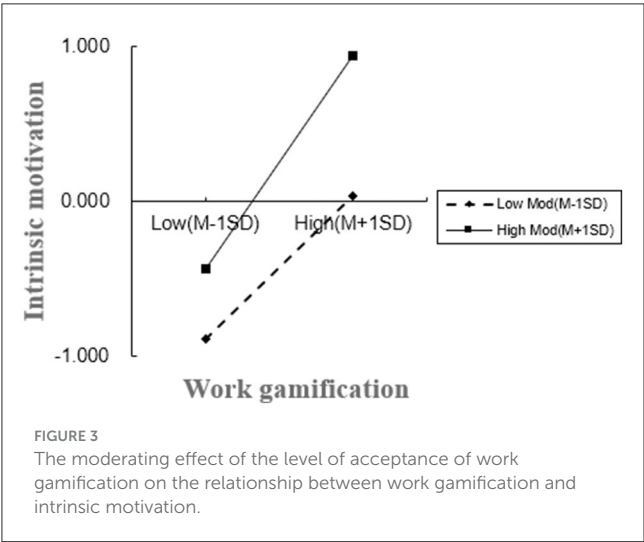 1.000
0.000
-1.000
Intrinsic motivation
Low(M-1SD) High(M+1SD)
Low Mod(M-1SD)
High Mod(M+1SD)
Work gamification
FIGURE 3
The moderating effect of the level of acceptance of work
gamification on the relationship between work gamification and
intrinsic motivation.